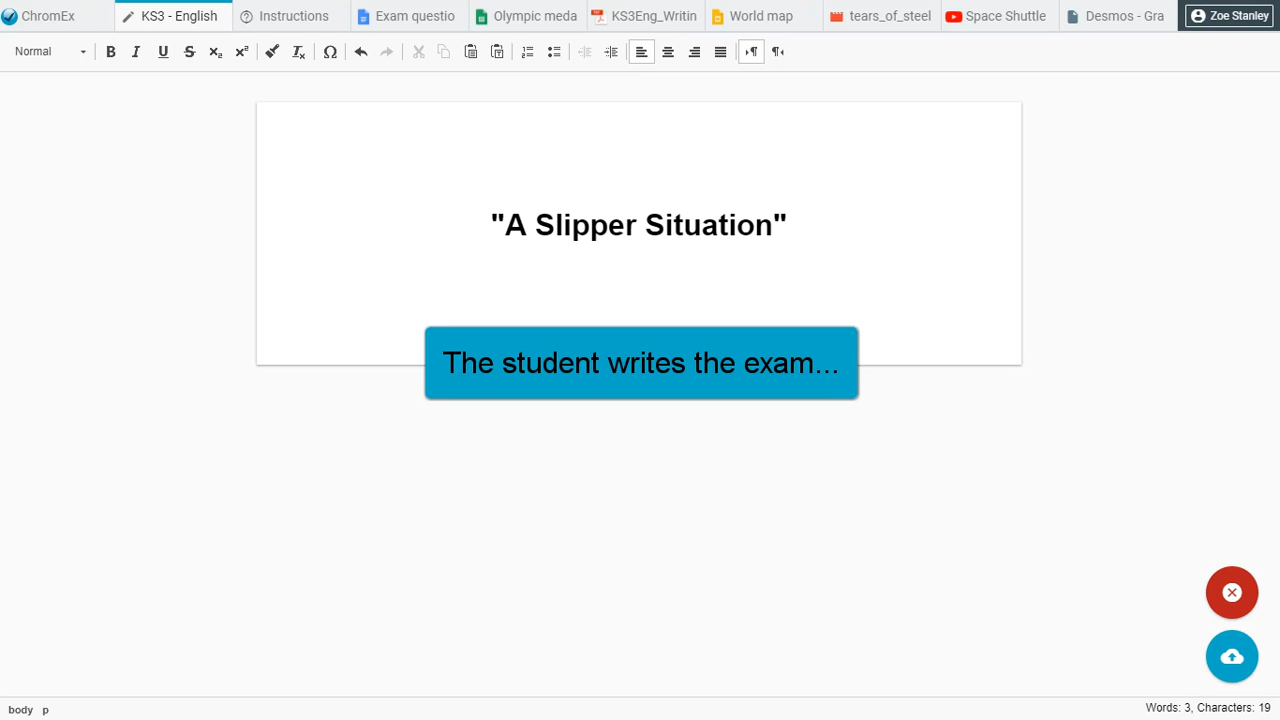 ChromEx
KS3 - English
Instruction
Exam questio
Olympic meda
KS3Eng_Writin
World map
tears_of_steel
Space Shuttle
Desmos - Gra
Zoe Stanley
Normal
"A Slipper Situation"
The student writes the exam...
body p
Words: 3, Characters: 19